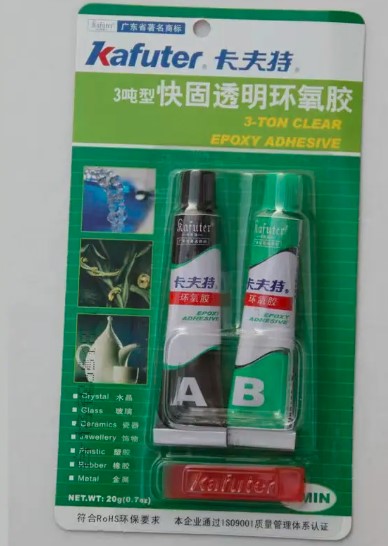 Kafuter
广东省著名商标
Kafuter® 卡夫特®
3吨型快固透明环氧胶
3-TON CLEAR
EPOXY ADHESIVE
Kafuter
卡夫特
环氧胶
EPOXY
ADHESIVE
A
Kafuter
卡夫特
环氧胶
EPOXY
ADHESIVE
B
Crystal 水晶
Glass 玻璃
Ceramics 瓷器
Jewellery 饰物
Plastic 塑胶
Rubber 橡胶
Metal 金属
Kafuter
NET.WT: 20g(0.7oz)
MIN
符合RoHS环保要求 本企业通过ISO9001质量管理体系认证